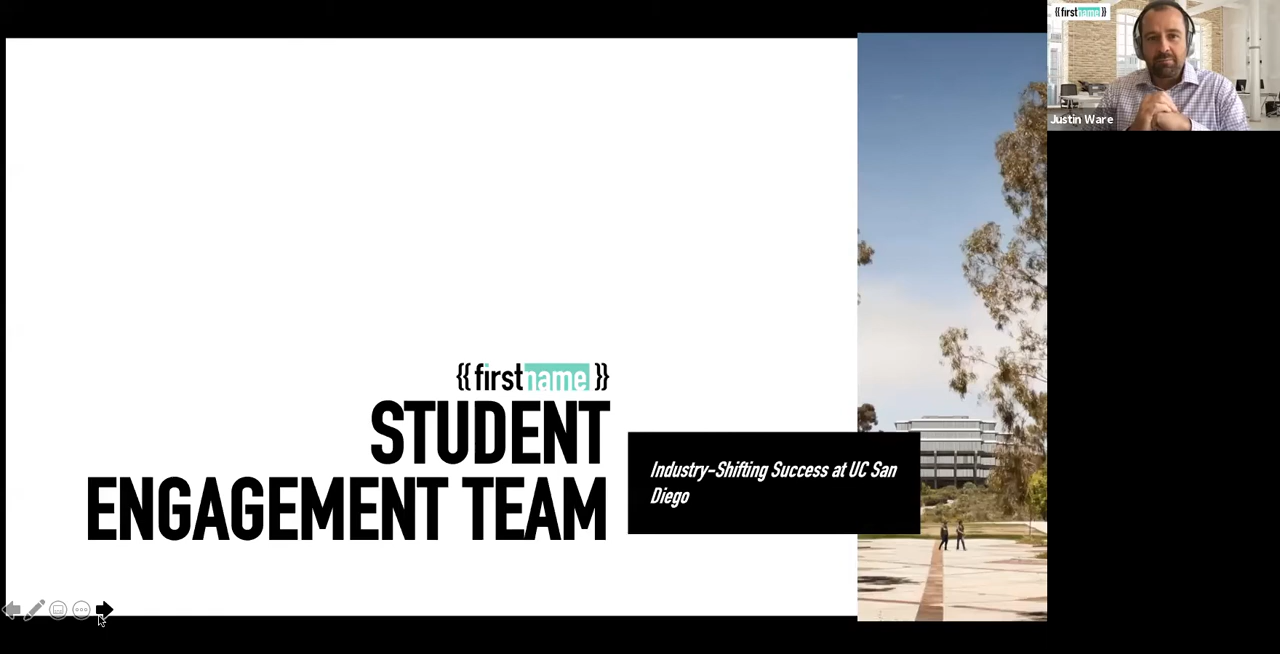 {{firstname}}
STUDENT
ENGAGEMENT TEAM
Industry-Shifting Success at UC San
Diego
{{firstname}}
Justin Ware